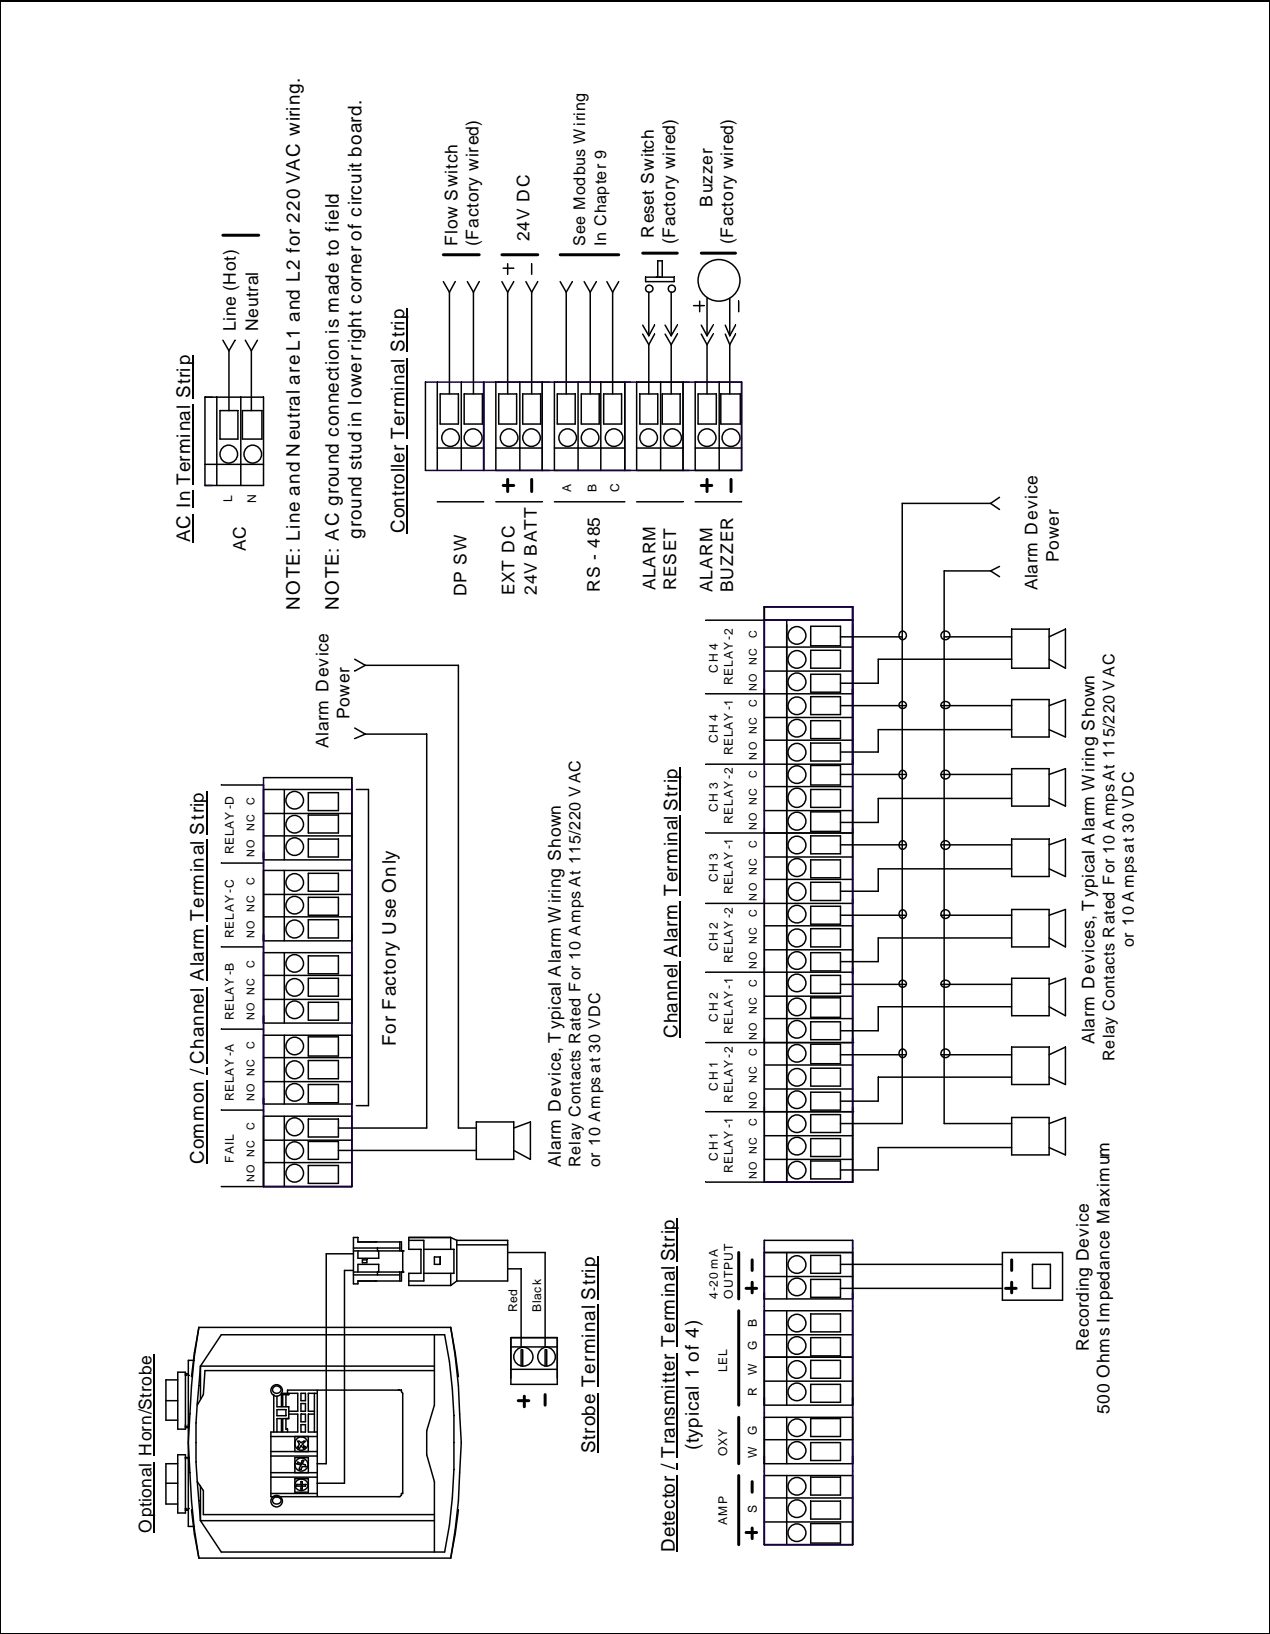 Optional Horn/Strobe
Red
Black
+
-
Strobe Terminal Strip
Common / Channel Alarm Terminal Strip
FAIL
NO NC C
RELAY-A
NO NC C
RELAY-B
NO NC C
RELAY-C
NO NC C
RELAY-D
NO NC C
For Factory Use Only
Alarm Device
Power
Alarm Device, Typical Alarm Wiring Shown
Relay Contacts Rated For 10 Amps At 115/220 VAC
or 10 Amps at 30 VDC
AC In Terminal Strip
AC
L
N
Line (Hot)
Neutral
NOTE: Line and Neutral are L1 and L2 for 220 VAC wiring.
NOTE: AC ground connection is made to field
ground stud in lower right corner of circuit board.
Controller Terminal Strip
DP SW
Flow Switch
(Factory wired)
EXT DC
24V BATT
+
-
+
-
24V DC
RS - 485
A
B
C
See Modbus Wiring
In Chapter 9
ALARM
RESET
Reset Switch
(Factory wired)
ALARM
BUZZER
+
-
+
-
Buzzer
(Factory wired)
Detector / Transmitter Terminal Strip
(typical 1 of 4)
AMP
+ S -
OXY
W G
LEL
R W G B
4-20mA
OUTPUT
+ -
+ -
Recording Device
500 Ohms Impedance Maximum
Channel Alarm Terminal Strip
CH1
RELAY-1
NO NC C
CH1
RELAY-2
NO NC C
CH2
RELAY-1
NO NC C
CH2
RELAY-2
NO NC C
CH3
RELAY-1
NO NC C
CH3
RELAY-2
NO NC C
CH4
RELAY-1
NO NC C
CH4
RELAY-2
NO NC C
Alarm Device
Power
Alarm Devices, Typical Alarm Wiring Shown
Relay Contacts Rated For 10 Amps At 115/220 VAC
or 10 Amps at 30 VDC